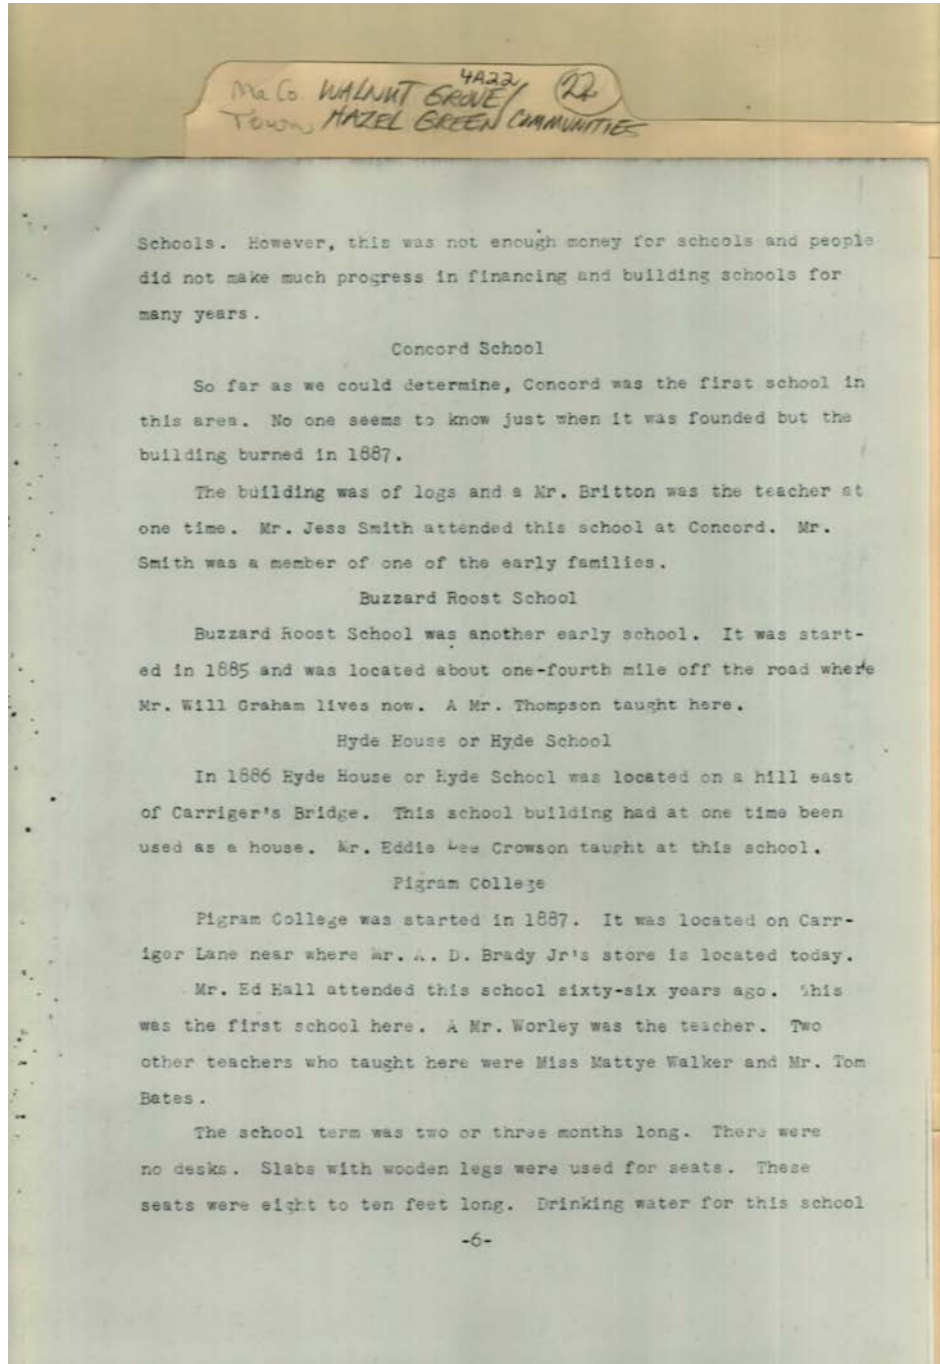 Ma Co. WALNUT GROVE/ 4A22 22
Town HAZEL GREEN COMMUNITIES
Schools. However, this was not enough money for schools and people
did not make much progress in financing and building schools for
many years.
Concord School
So far as we could determine, Concord was the first school in
this area. No one seems to know just when it was founded but the
building burned in 1887.
The building was of logs and a Mr. Britton was the teacher at
one time. Mr. Jess Smith attended this school at Concord. Mr.
Smith was a member of one of the early families.
Buzzard Roost School
Buzzard Roost School was another early school. It was start-
ed in 1885 and was located about one-fourth mile off the road where
Mr. Will Graham lives now. A Mr. Thompson taught here.
Hyde House or Hyde School
In 1886 Hyde House or Hyde School was located on a hill east
of Carriger's Bridge. This school building had at one time been
used as a house. Mr. Eddie Lee Crowson taught at this school.
Pigram College
Pigram College was started in 1887. It was located on Carr-
iger Lane near where Mr. A. D. Brady Jr's store is located today.
Mr. Ed Hall attended this school sixty-six years ago. This
was the first school here. A Mr. Worley was the teacher. Two
other teachers who taught here were Miss Mattye Walker and Mr. Tom
Bates.
The school term was two or three months long. There were
no desks. Slabs with wooden legs were used for seats. These
seats were eight to ten feet long. Drinking water for this school
-6-